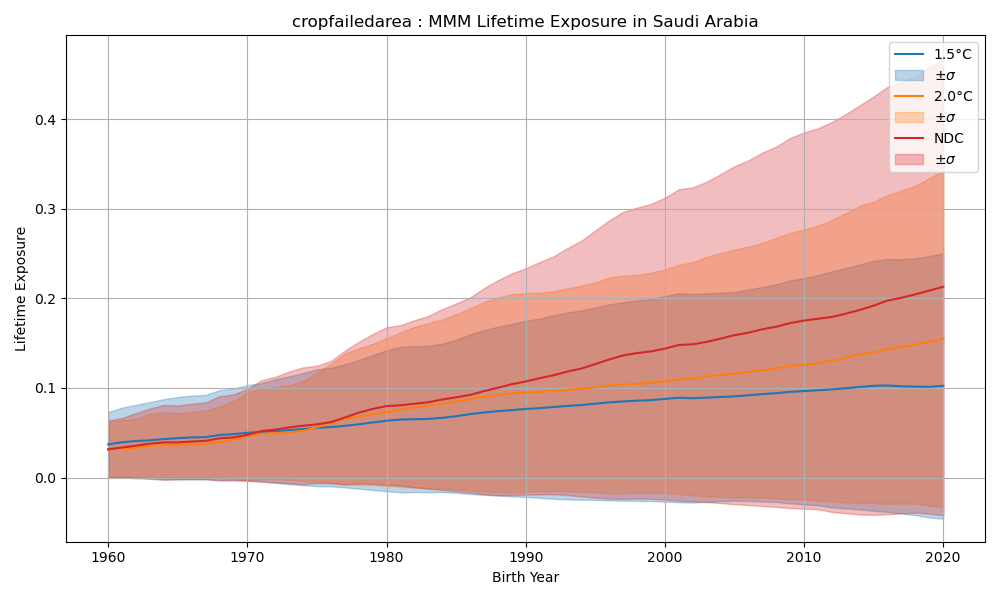 cropfailedarea : MMM Lifetime Exposure in Saudi Arabia
1.5°C
±σ
2.0°C
±σ
NDC
±σ
Lifetime Exposure
0.4
0.3
0.2
0.1
0.0
1960 1970 1980 1990 2000 2010 2020
Birth Year